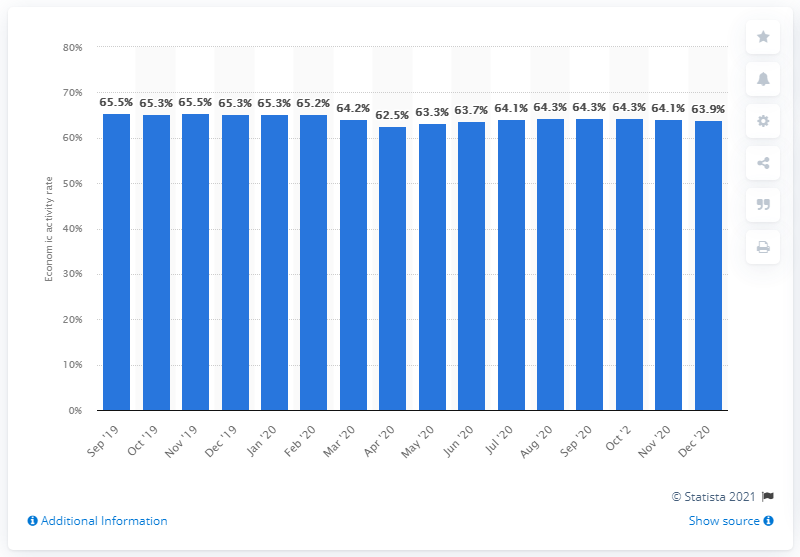 80%
70%
60%
50%
40%
30%
20%
10%
0%
Economic activity rate
65.5% 65.3% 65.5% 65.3% 65.3% 65.2% 64.2% 62.5% 63.3% 63.7% 64.1% 64.3% 64.3% 64.3% 64.1% 63.9%
Sep '19 Oct '19 Nov '19 Dec '19 Jan '20 Feb '20 Mar '20 Apr '20 May '20 Jun '20 Jul '20 Aug '20 Sep '20 Oct '2 Nov '20 Dec '20
© Statista 2021
Additional Information
Show source